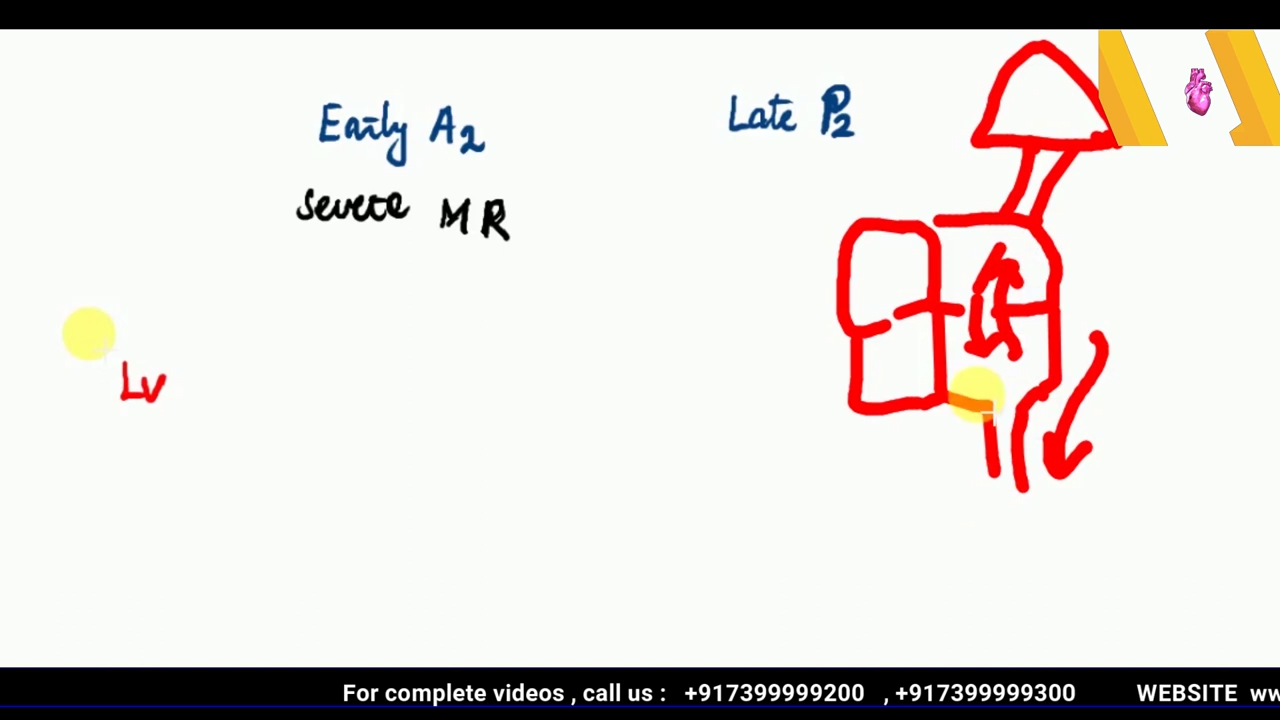 Early A2
Late P2
severe MR
LV
For complete videos , call us : +917399999200 , +917399999300 WEBSITE ww